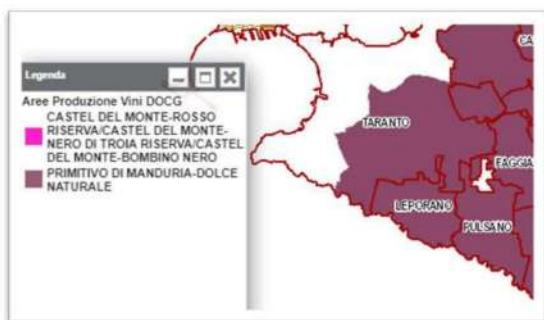 Legenda
Aree Produzione Vini DOCG
CASTEL DEL MONTE-ROSSO
RISERVA/CASTEL DEL MONTE-
NERO DI TROIA RISERVA/CASTEL
DEL MONTE-BOMBINO NERO
PRIMITIVO DI MANDURIA-DOLCE
NATURALE
CA
TARANTO
FAGGIA
LEPORANO
PULSANO